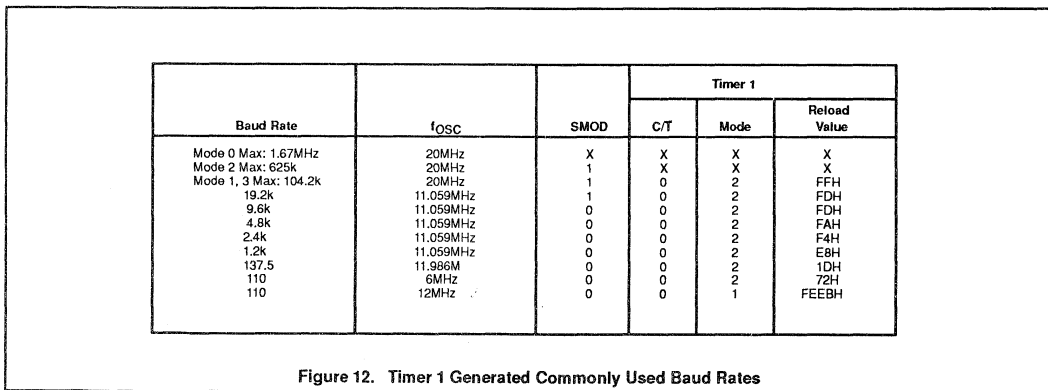 Timer 1
Baud Rate fOSC SMOD C/T Mode Reload Value
Mode 0 Max: 1.67MHz 20MHz X X X X
Mode 2 Max: 625k 20MHz 1 X X X
Mode 1, 3 Max: 104.2k 20MHz 1 0 2 FFH
19.2k 11.059MHz 1 0 2 FDH
9.6k 11.059MHz 0 0 2 FDH
4.8k 11.059MHz 0 0 2 FAH
2.4k 11.059MHz 0 0 2 F4H
1.2k 11.059MHz 0 0 2 E8H
137.5 11.986M 0 0 2 1DH
110 6MHz 0 0 2 72H
110 12MHz 0 0 1 FEEBH
Figure 12. Timer 1 Generated Commonly Used Baud Rates